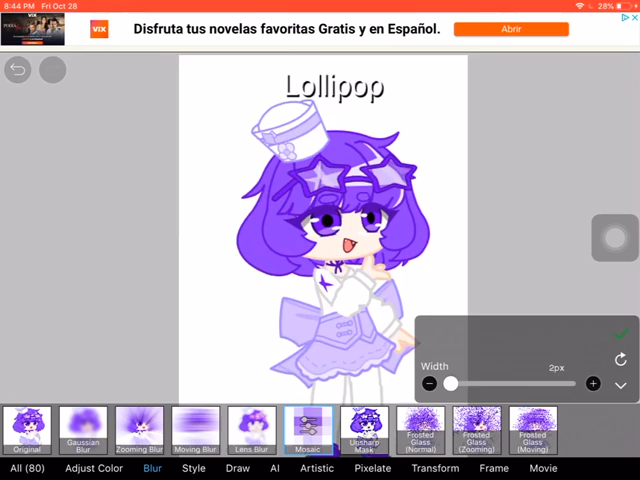 8:44 PM Fri Oct 28
28%
VIX
VIX
Disfruta tus novelas favoritas Gratis y en Español.
Abrir
Lollipop
Width
2px
Original
Gaussian Blur
Zooming Blur
Moving Blur
Lens Blur
Mosaic
Unsharp Mask
Frosted Glass (Normal)
Frosted Glass (Zooming)
Frosted Glass (Moving)
All (80) Adjust Color Blur Style Draw AI Artistic Pixelate Transform Frame Movie